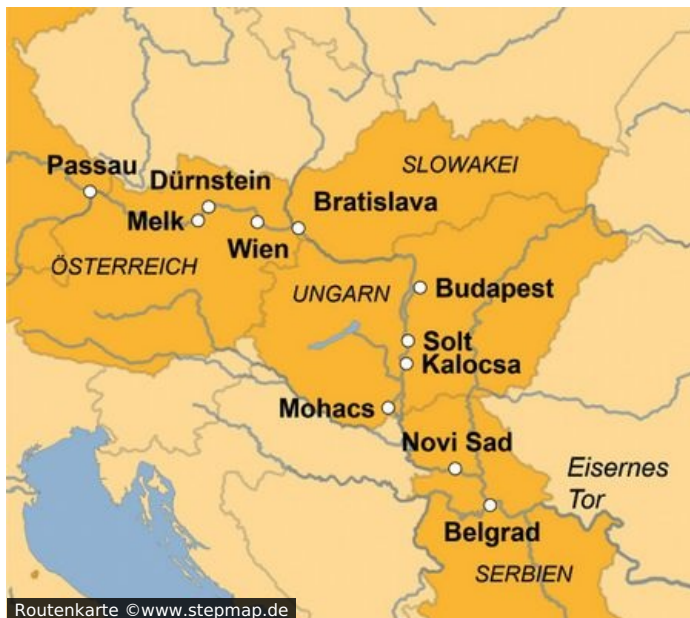 SLOWAKEI
Passau
Dürnstein
Bratislava
Melk
Wien
ÖSTERREICH
UNGARN
Budapest
Solt
Kalocsa
Mohacs
Novi Sad
Eisernes
Tor
Belgrad
SERBIEN
Routenkarte ©www.stepmap.de